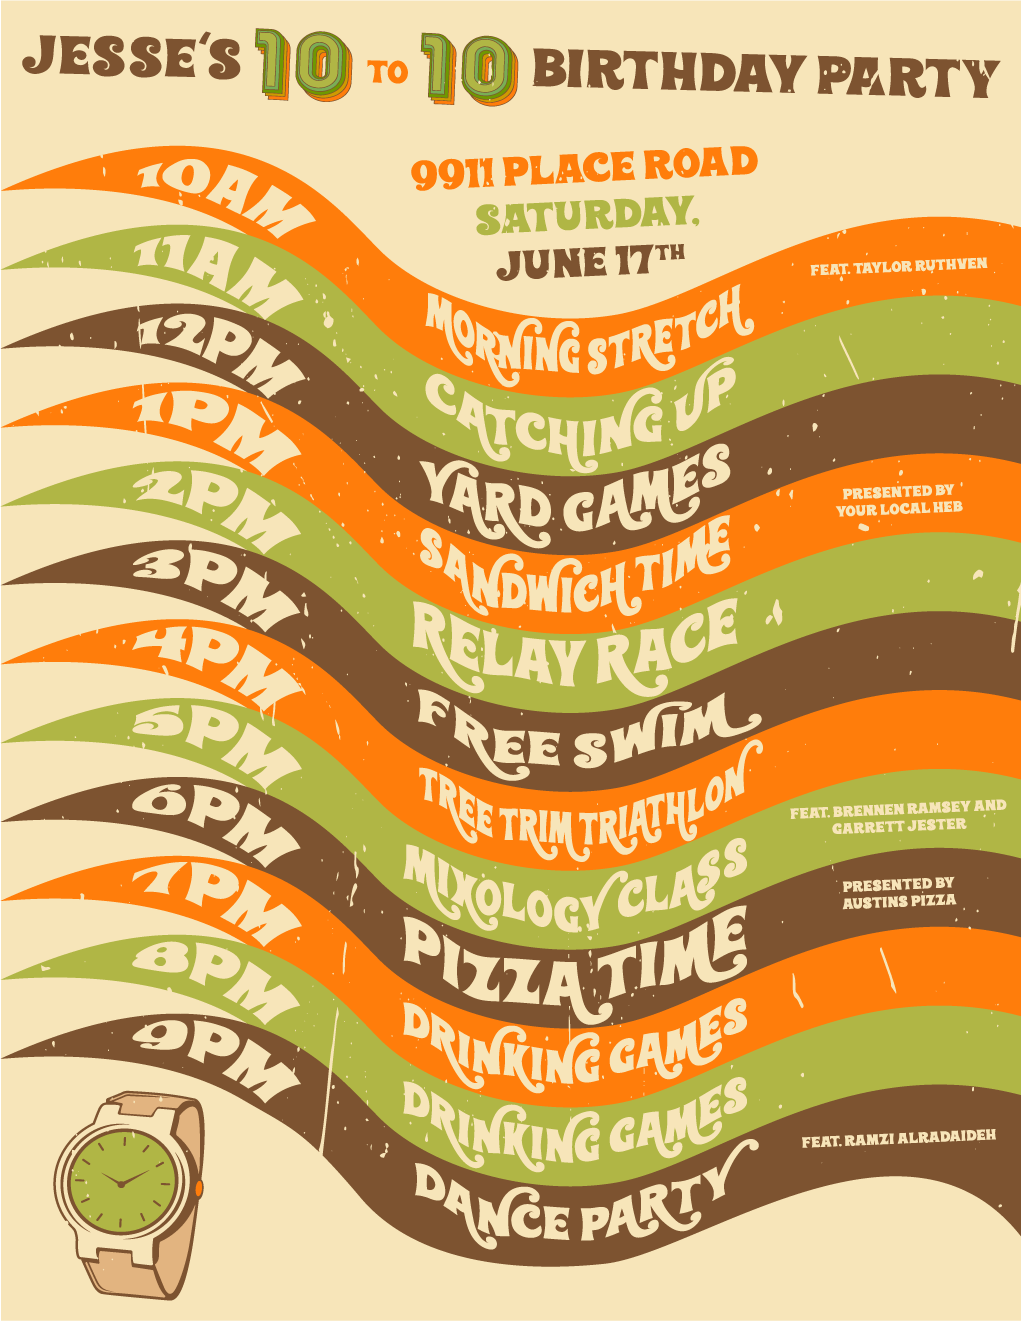 JESSE'S 10 TO 10 BIRTHDAY PARTY
9911 PLACE ROAD
SATURDAY,
JUNE 17TH
10AM MORNING STRETCH FEAT. TAYLOR RUTHVEN
11AM CATCHING UP
12PM YARD GAMES
1PM SANDWICH TIME PRESENTED BY
YOUR LOCAL HEB
2PM RELAY RACE
3PM FREE SWIM
4PM TREE TRIM TRIATHLON
5PM MIXOLOGY CLASS FEAT. BRENNEN RAMSEY AND
GARRETT JESTER
6PM PIZZA TIME PRESENTED BY
AUSTINS PIZZA
7PM DRINKING GAMES
8PM DRINKING GAMES
9PM DANCE PARTY FEAT. RAMZI ALRADAIDEH